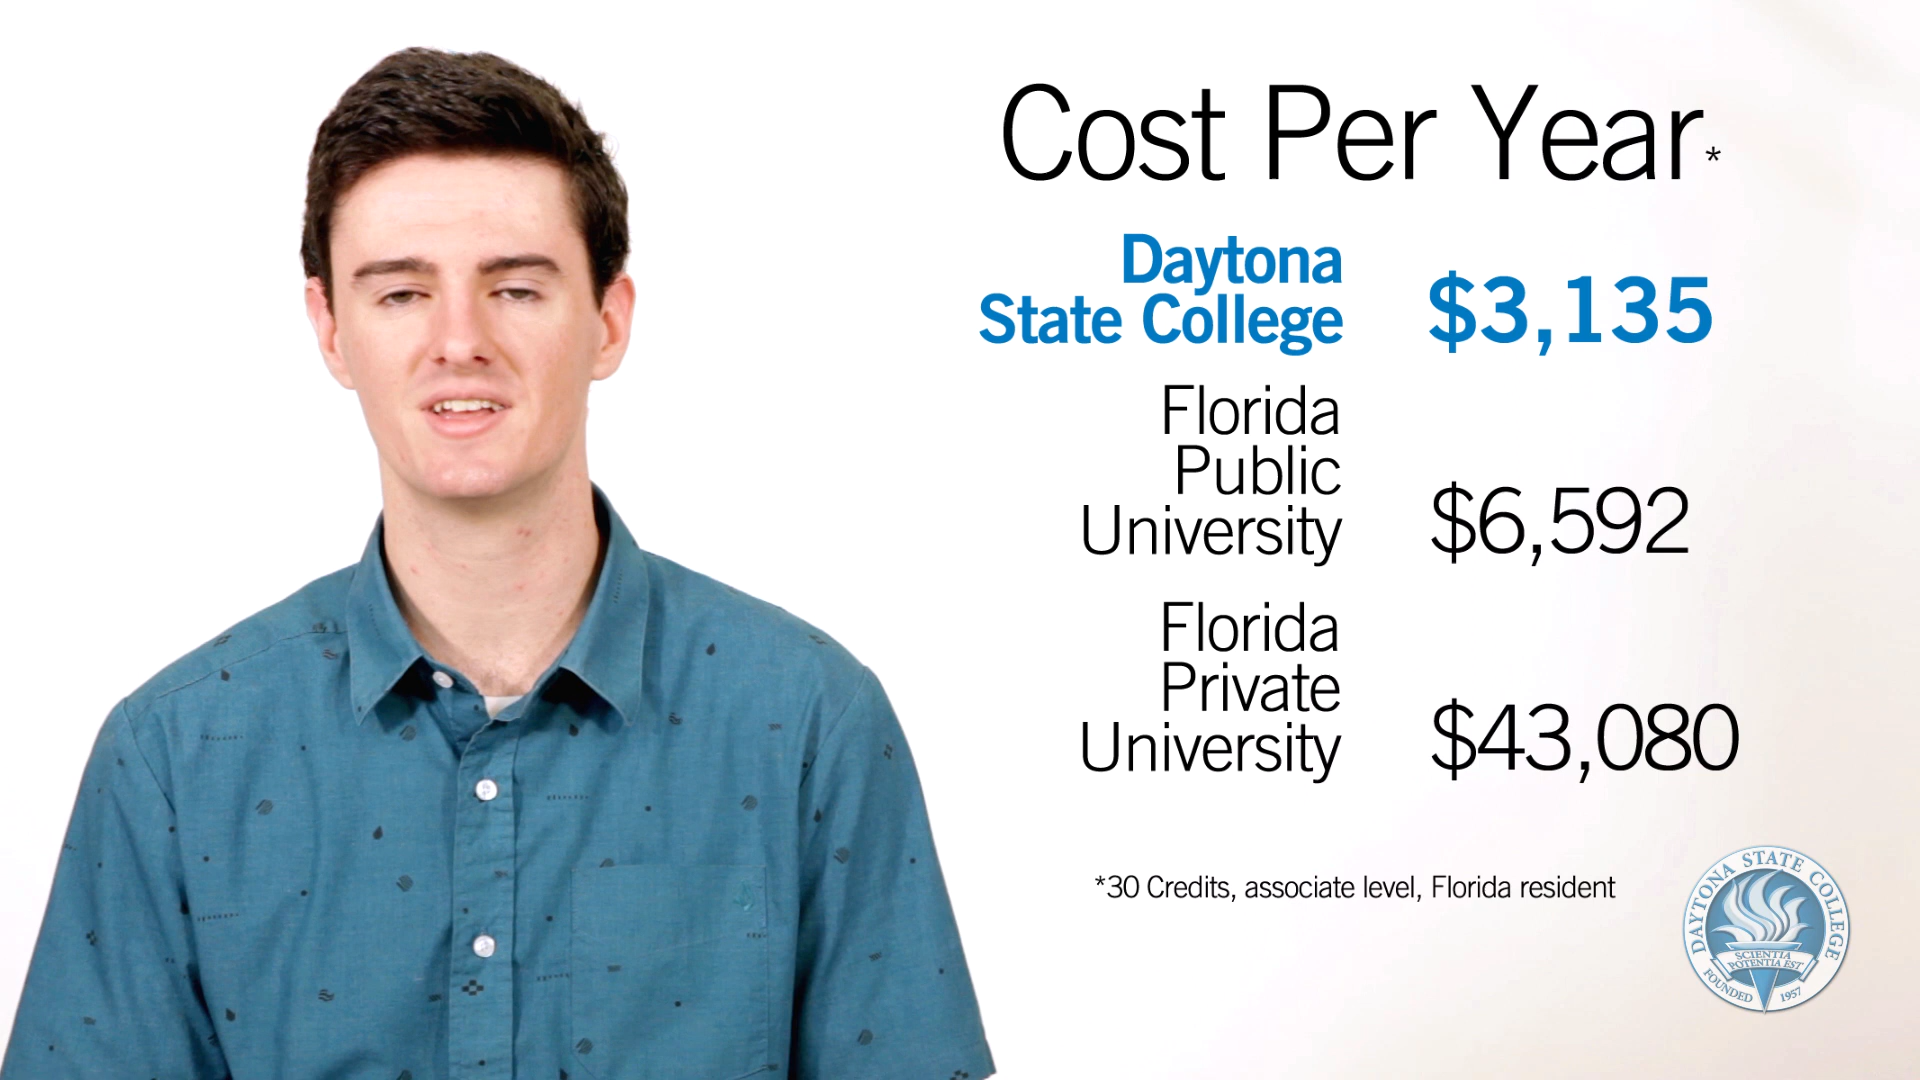 Cost Per Year*
Daytona
State College
$3,135
Florida
Public
University
$6,592
Florida
Private
University
$43,080
*30 Credits, associate level, Florida resident
DAYTONA STATE COLLEGE
SCIENTIA
POTENTIA EST
FOUNDED 1957